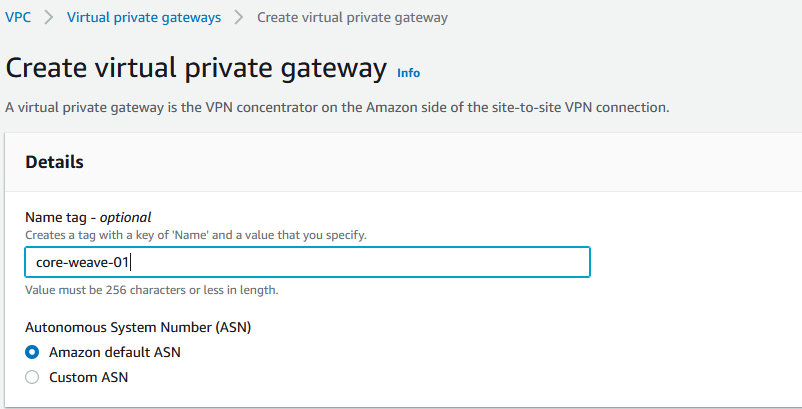 VPC > Virtual private gateways > Create virtual private gateway
Create virtual private gateway Info
A virtual private gateway is the VPN concentrator on the Amazon side of the site-to-site VPN connection.
Details
Name tag - optional
Creates a tag with a key of 'Name' and a value that you specify.
core-weave-01
Value must be 256 characters or less in length.
Autonomous System Number (ASN)
Amazon default ASN
Custom ASN